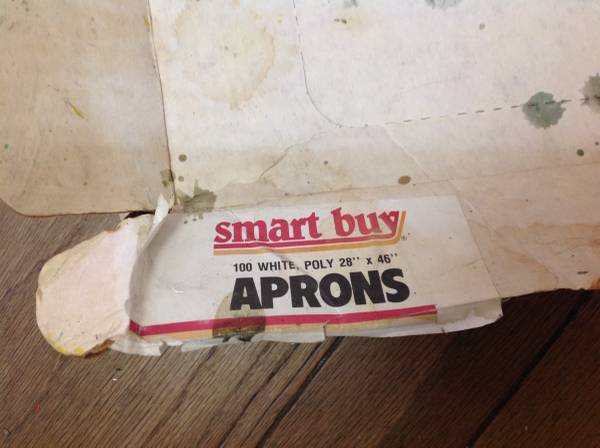 smart buy
100 WHITE, POLY 28" x 46"
APRONS